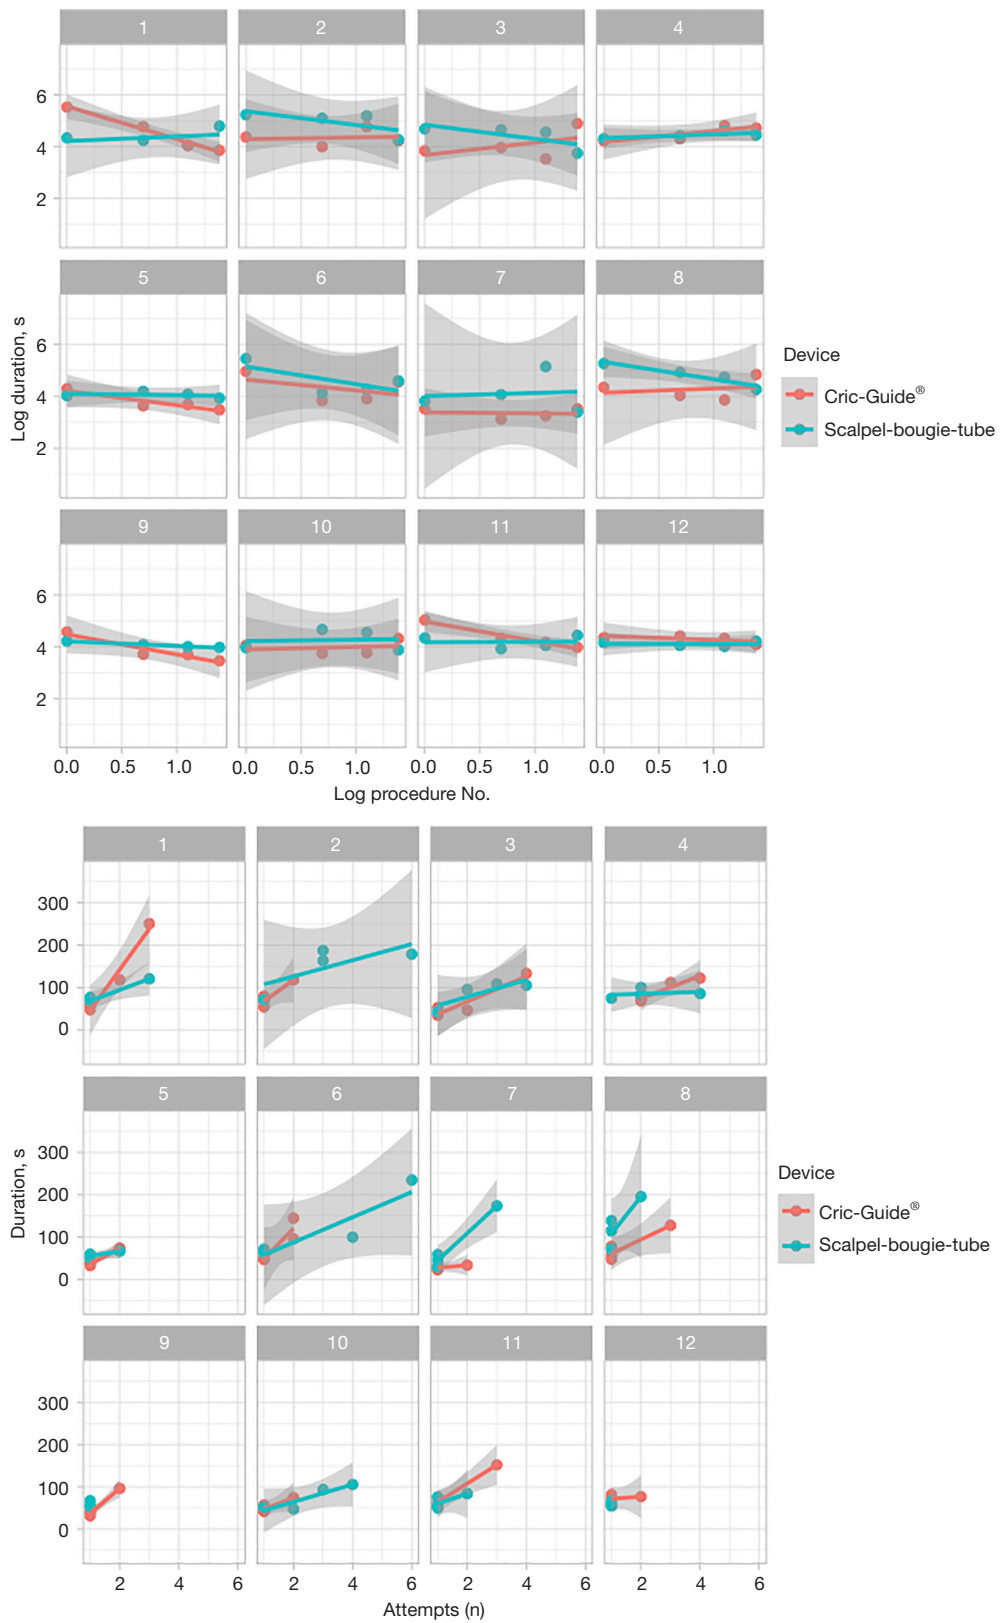 1 2 3 4
6
4
2
5 6 7 8
6
4
2
Log duration, s
Device
Cric-Guide®
Scalpel-bougie-tube
9 10 11 12
6
4
2
0.0 0.5 1.0 0.0 0.5 1.0 0.0 0.5 1.0 0.0 0.5 1.0
Log procedure No.
1 2 3 4
300
200
100
0
5 6 7 8
300
200
100
0
Duration, s
Device
Cric-Guide®
Scalpel-bougie-tube
9 10 11 12
300
200
100
0
2 4 6 2 4 6 2 4 6 2 4 6
Attempts (n)